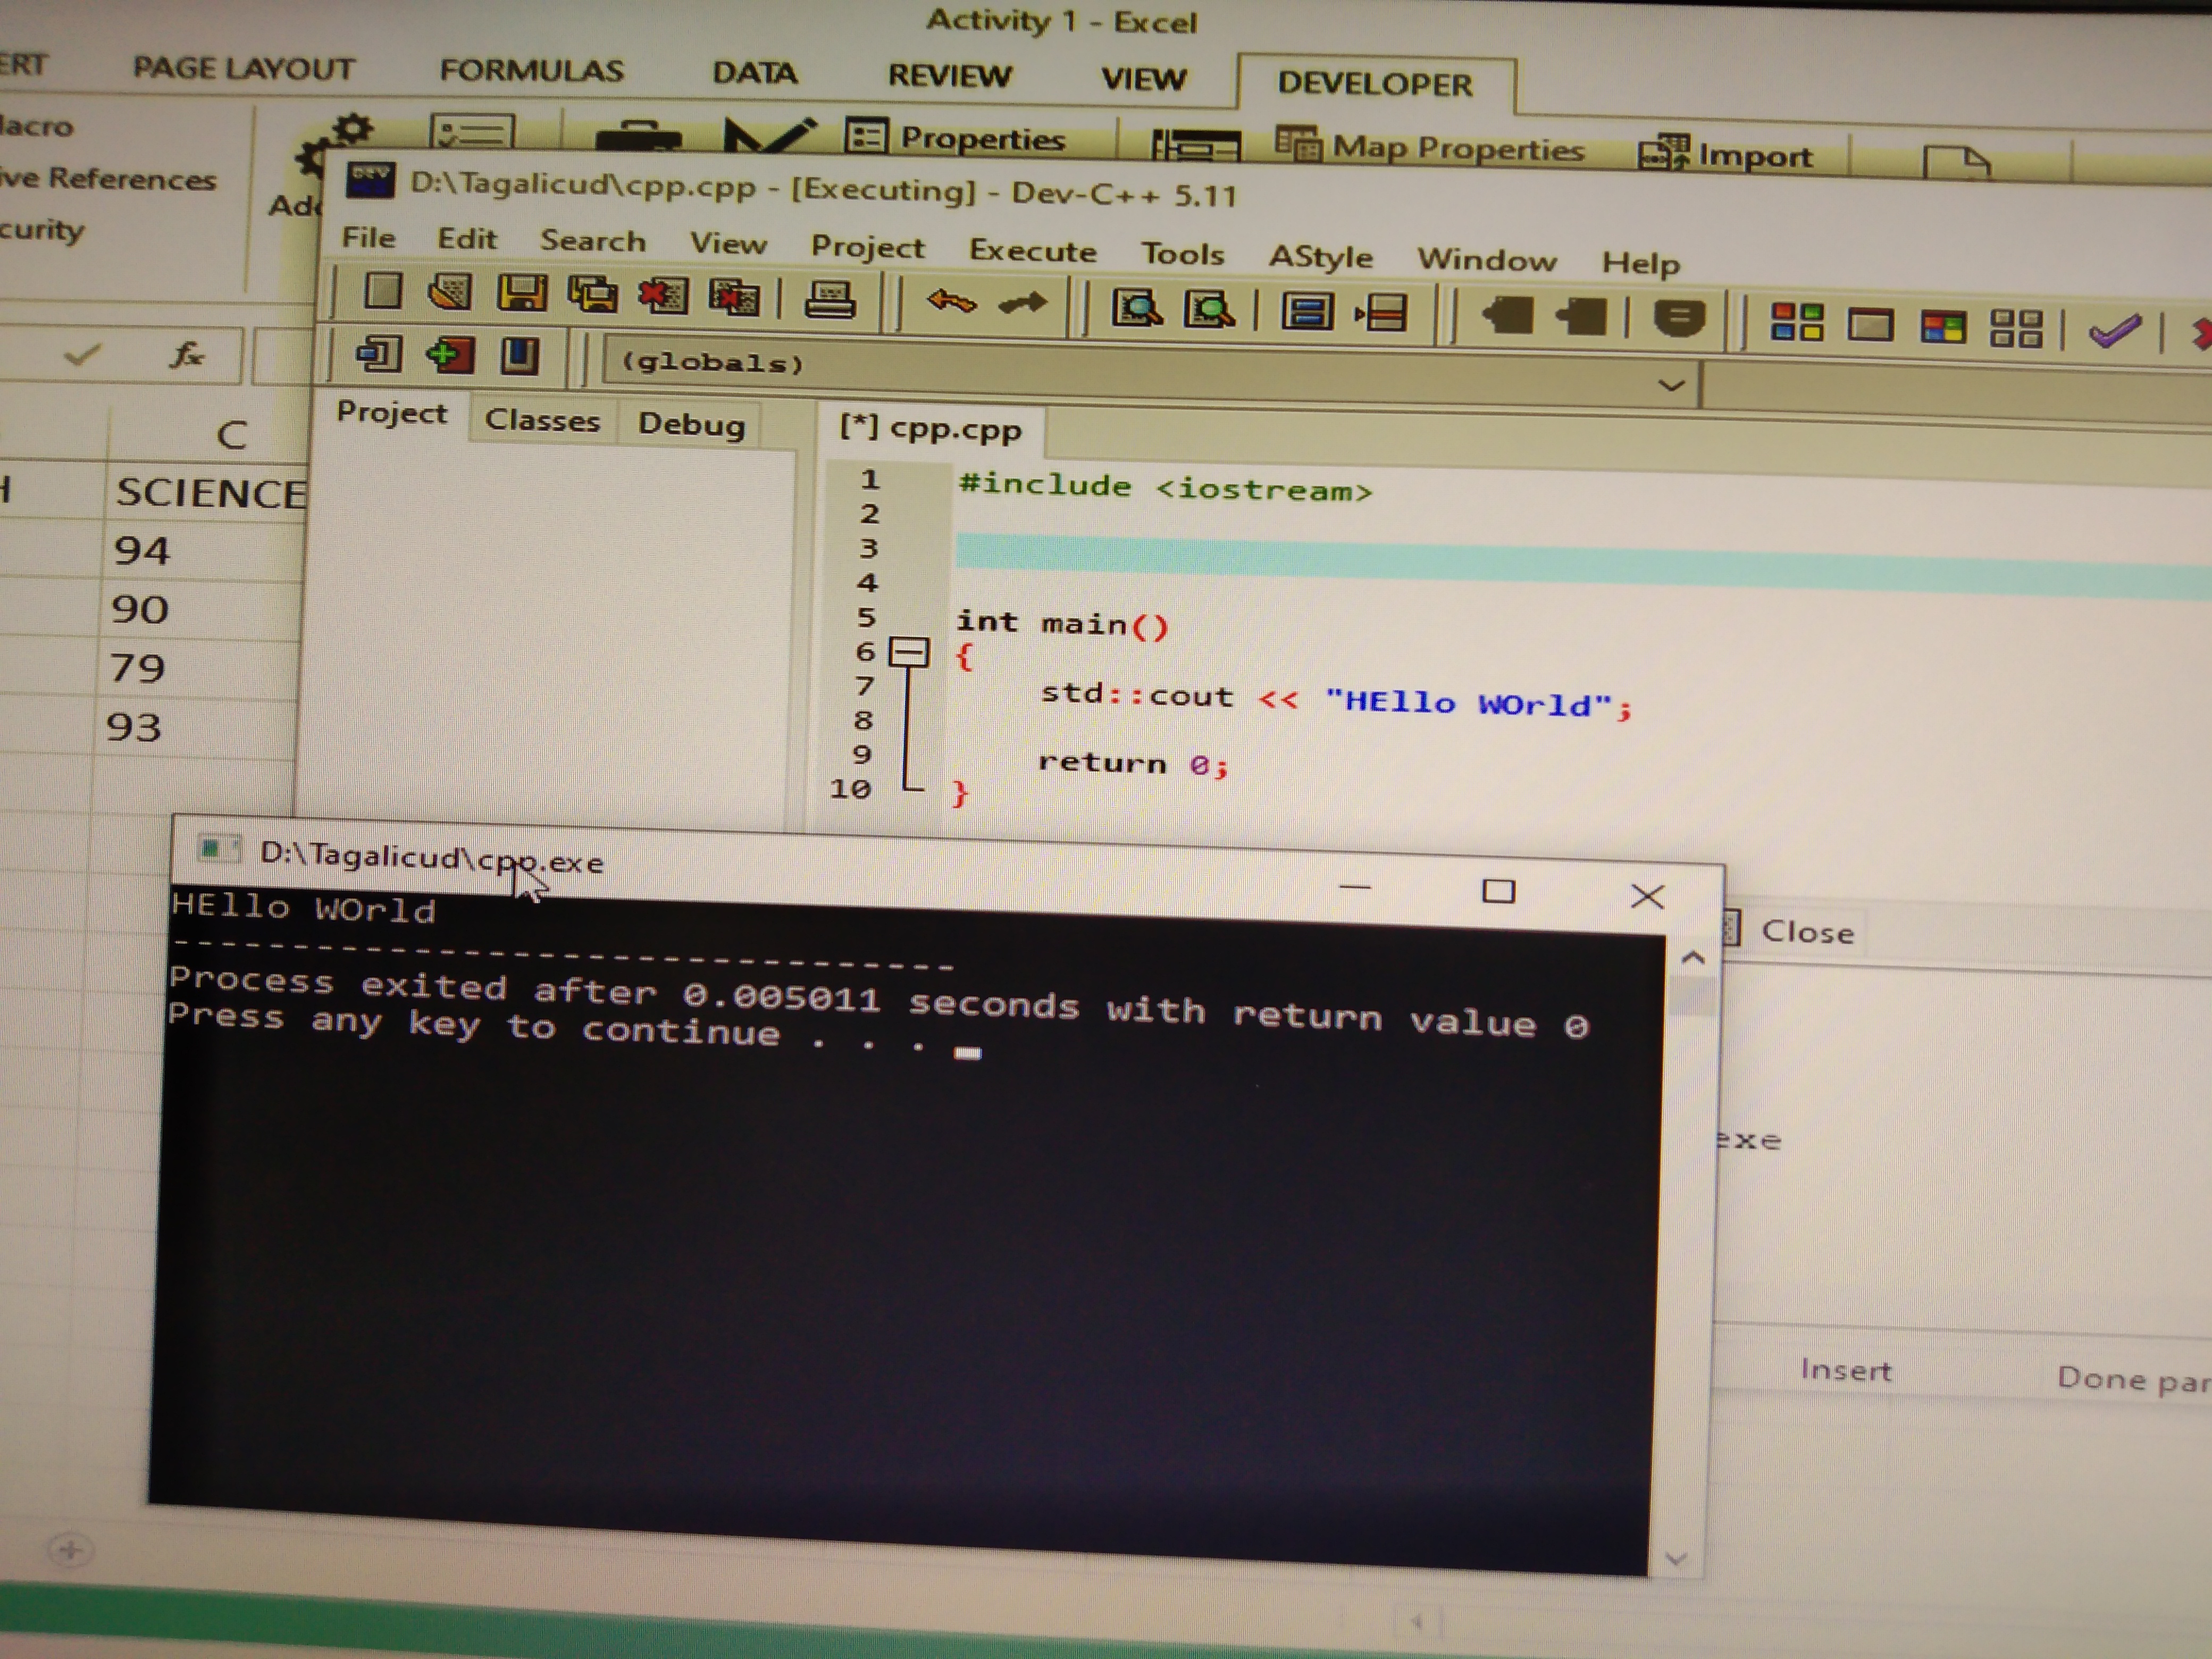 Activity 1 - Excel
ERT PAGE LAYOUT FORMULAS DATA REVIEW VIEW DEVELOPER
Macro
ive References
curity
Add
Properties
Map Properties
Import
D:\Tagalicud\cpp.cpp - [Executing] - Dev-C++ 5.11
File Edit Search View Project Execute Tools AStyle Window Help
fx
(globals)
Project Classes Debug
[*] cpp.cpp
C
H SCIENCE
94
90
79
93
1 #include <iostream>
2
3
4
5 int main()
6 {
7 std::cout << "HEllo WOrld";
8
9 return 0;
10 }
D:\Tagalicud\cpp.exe
HEllo WOrld
--------------------------------
Process exited after 0.005011 seconds with return value 0
Press any key to continue . . .
Close
exe
Insert Done par